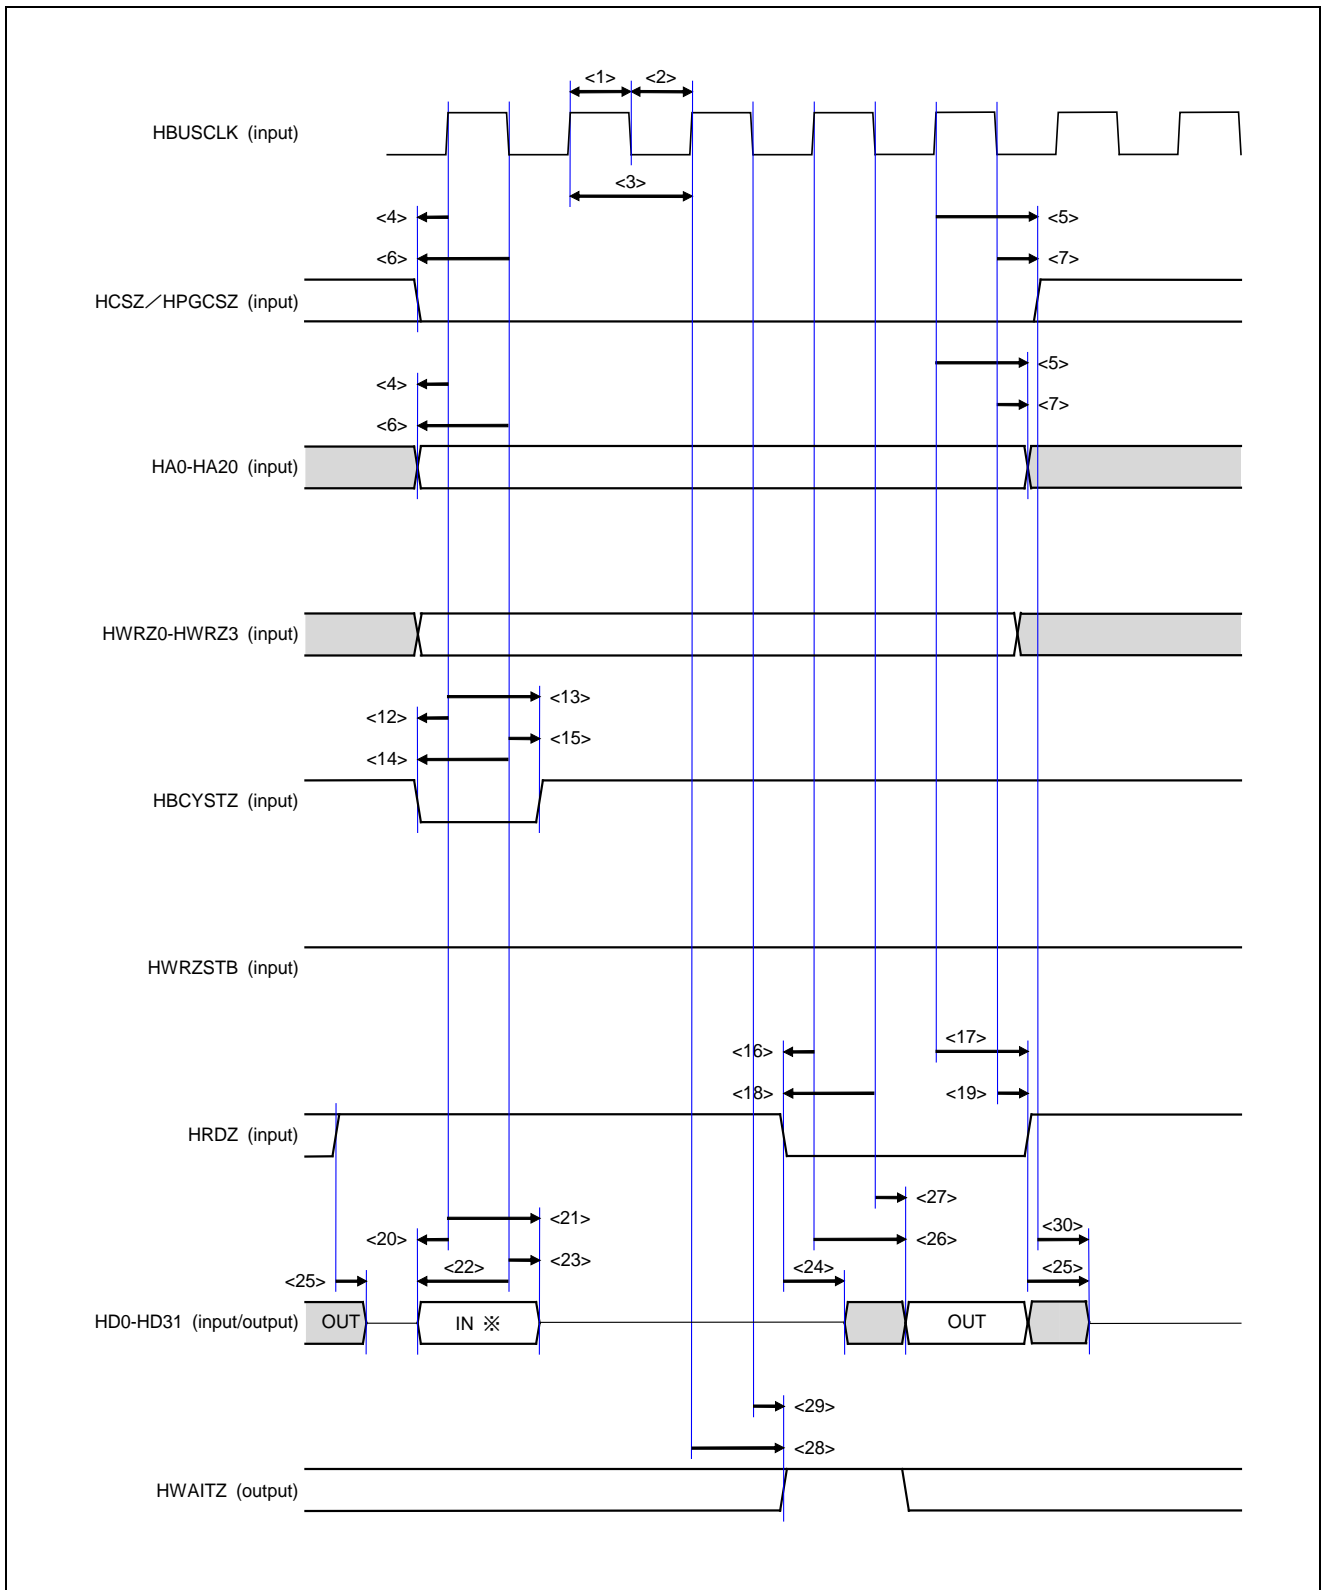 <1> <2>
HBUSCLK (input)
<3>
<4> <5>
<6> <7>
HCSZ／HPGCSZ (input)
<5>
<4>
<7>
<6>
HA0-HA20 (input)
HWRZ0-HWRZ3 (input)
<13>
<12>
<15>
<14>
HBCYSTZ (input)
HWRZSTB (input)
<17>
<16>
<18> <19>
HRDZ (input)
<27>
<21> <30>
<20> <26>
<23>
<25> <22> <24> <25>
HD0-HD31 (input/output) OUT IN ※ OUT
<29>
<28>
HWAITZ (output)